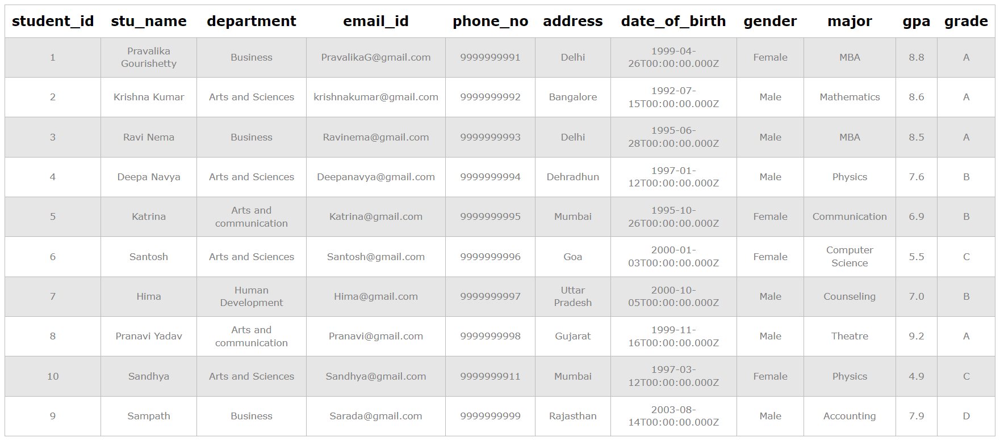 student_id stu_name department email_id phone_no address date_of_birth gender major gpa grade
1 Pravalika Gourishetty Business PravalikaG@gmail.com 9999999991 Delhi 1999-04-26T00:00:00.000Z Female MBA 8.8 A
2 Krishna Kumar Arts and Sciences krishnakumar@gmail.com 9999999992 Bangalore 1992-07-15T00:00:00.000Z Male Mathematics 8.6 A
3 Ravi Nema Business Ravinema@gmail.com 9999999993 Delhi 1995-06-28T00:00:00.000Z Male MBA 8.5 A
4 Deepa Navya Arts and Sciences Deepanavya@gmail.com 9999999994 Dehradhun 1997-01-12T00:00:00.000Z Male Physics 7.6 B
5 Katrina Arts and communication Katrina@gmail.com 9999999995 Mumbai 1995-10-26T00:00:00.000Z Female Communication 6.9 B
6 Santosh Arts and Sciences Santosh@gmail.com 9999999996 Goa 2000-01-03T00:00:00.000Z Female Computer Science 5.5 C
7 Hima Human Development Hima@gmail.com 9999999997 Uttar Pradesh 2000-10-05T00:00:00.000Z Male Counseling 7.0 B
8 Pranavi Yadav Arts and communication Pranavi@gmail.com 9999999998 Gujarat 1999-11-16T00:00:00.000Z Male Theatre 9.2 A
10 Sandhya Arts and Sciences Sandhya@gmail.com 9999999911 Mumbai 1997-03-12T00:00:00.000Z Female Physics 4.9 C
9 Sampath Business Sarada@gmail.com 9999999999 Rajasthan 2003-08-14T00:00:00.000Z Male Accounting 7.9 D